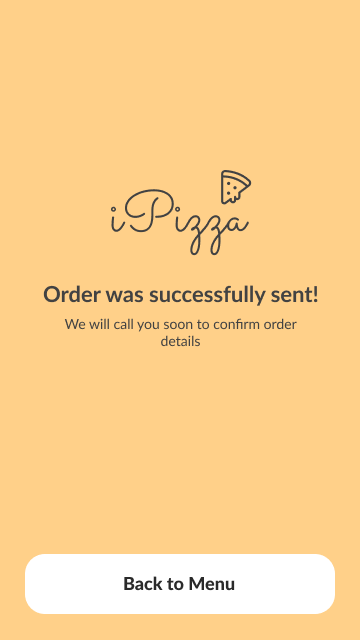 iPizza
Order was successfully sent!
We will call you soon to confirm order
details
Back to Menu